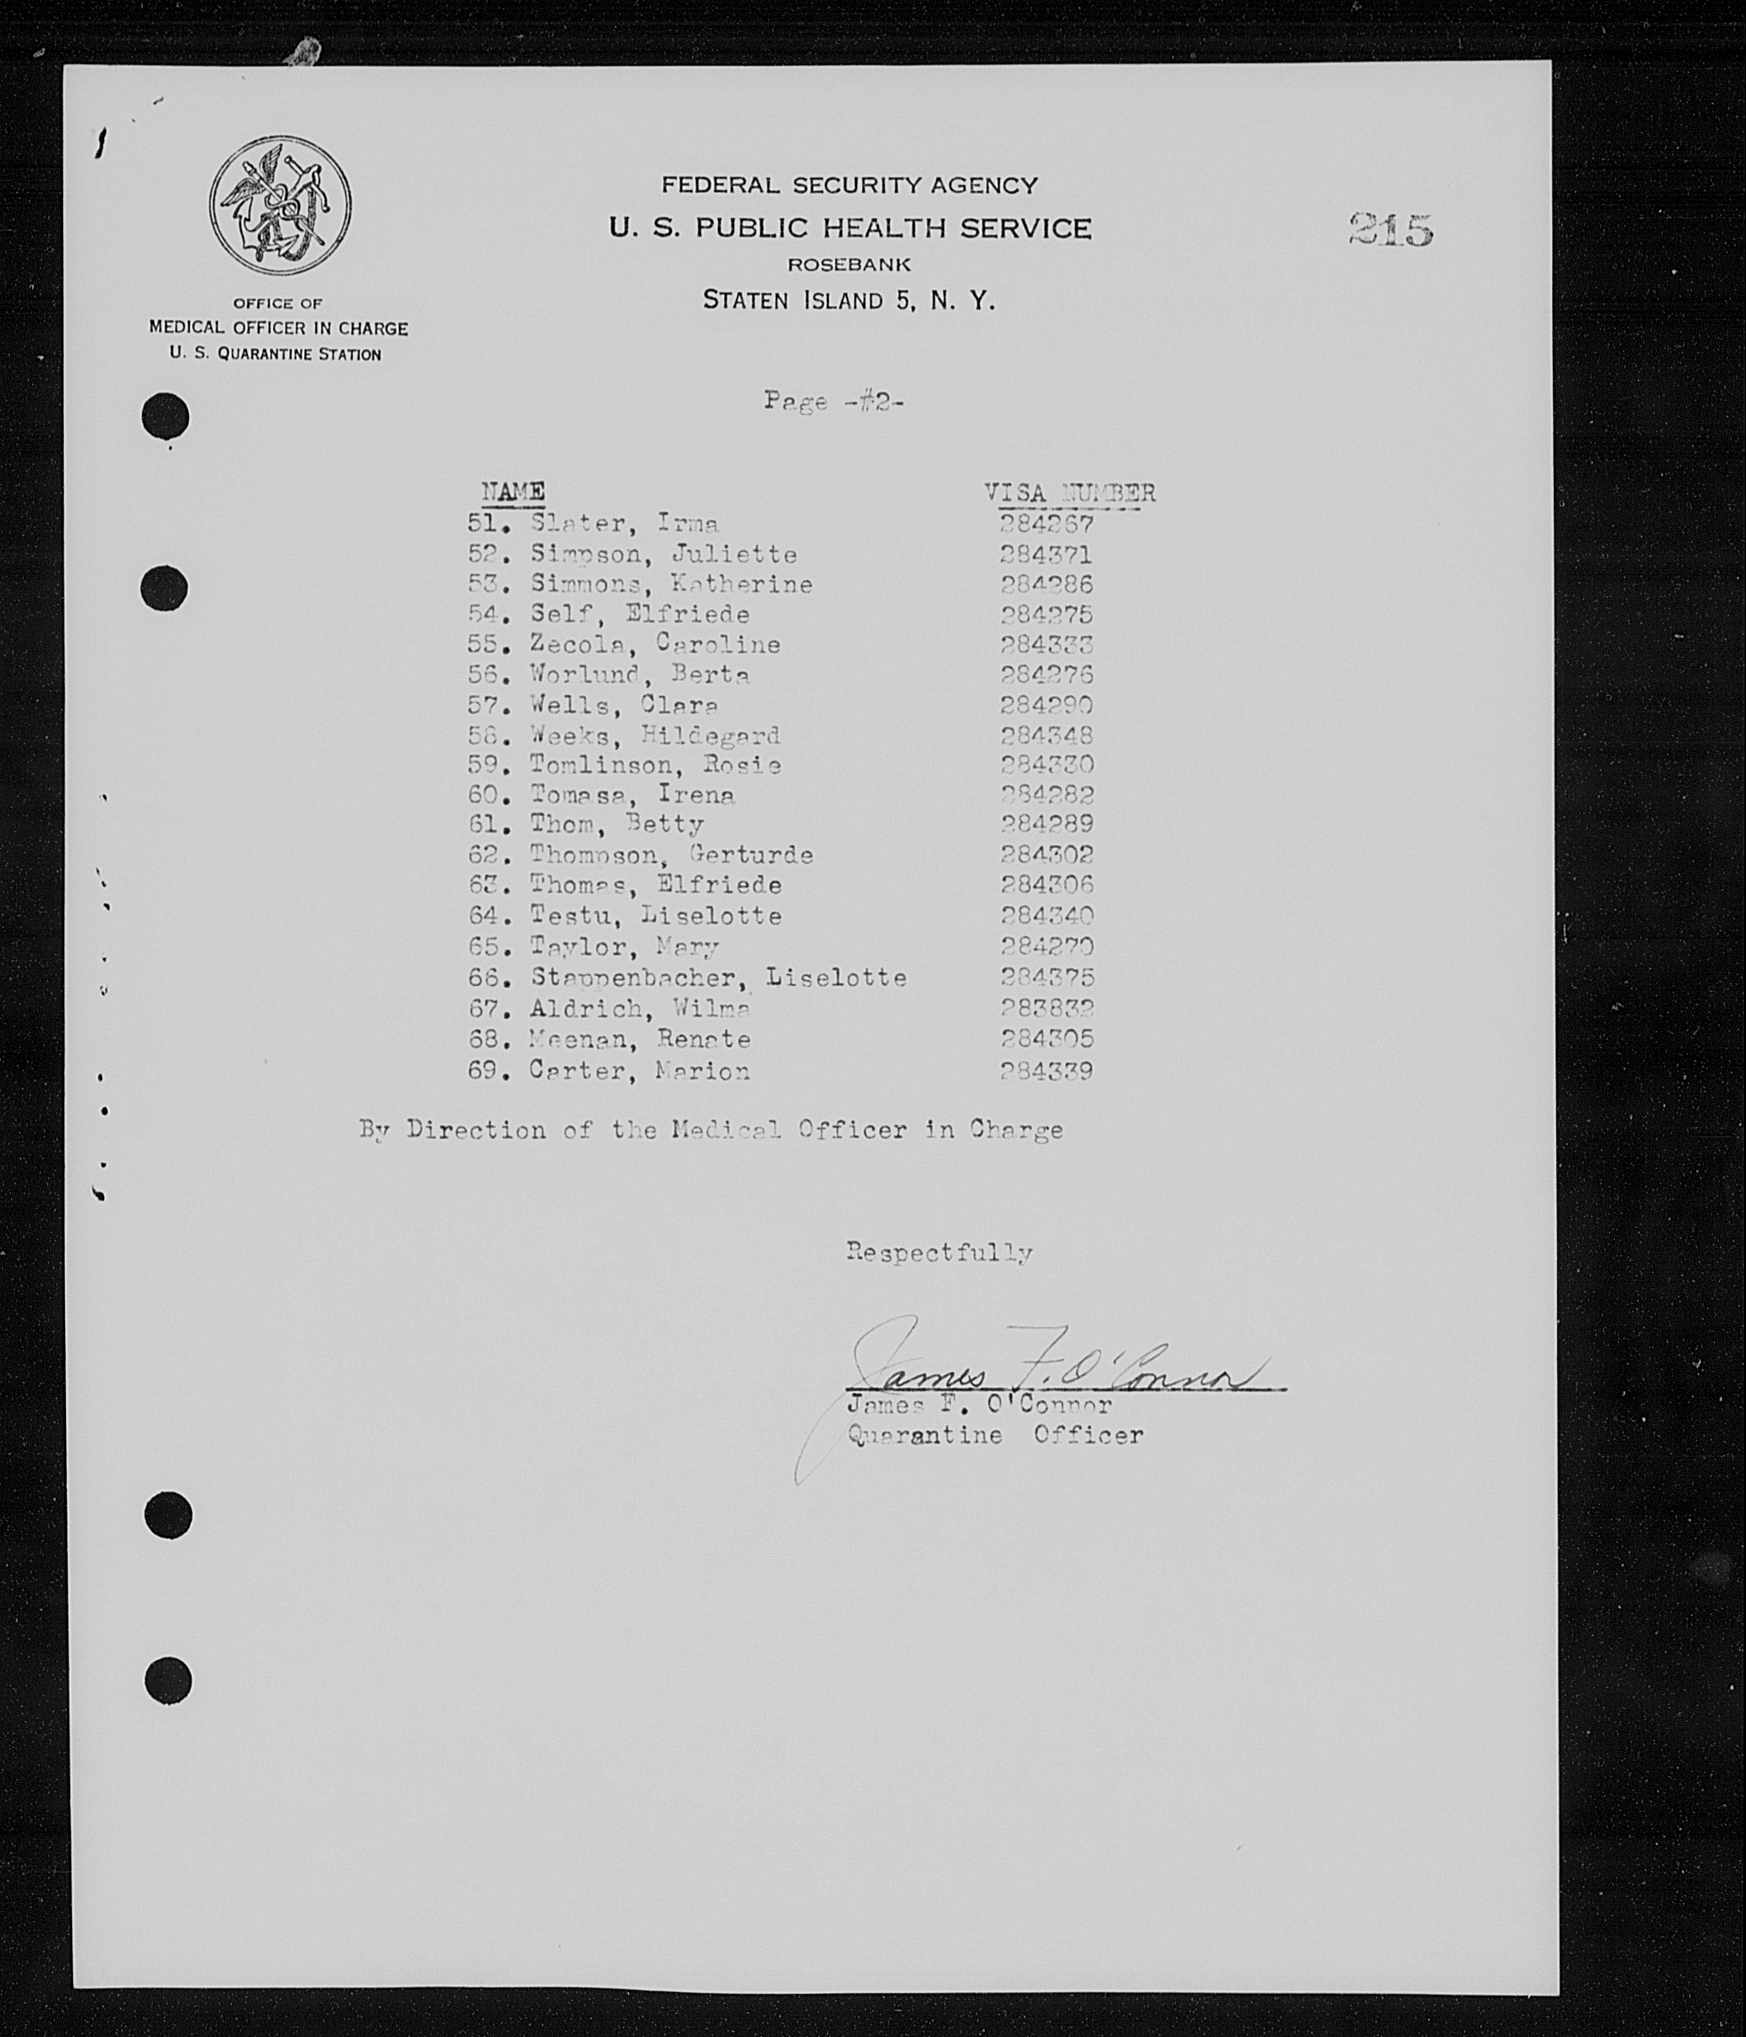 FEDERAL SECURITY AGENCY
U. S. PUBLIC HEALTH SERVICE
ROSEBANK
STATEN ISLAND 5, N. Y.
215
OFFICE OF
MEDICAL OFFICER IN CHARGE
U. S. QUARANTINE STATION
Page -#2-
NAME VISA NUMBER
51. Slater, Irma 284267
52. Simpson, Juliette 284371
53. Simmons, Katherine 284286
54. Self, Elfriede 284275
55. Zecola, Caroline 284333
56. Worlund, Berta 284276
57. Wells, Clara 284290
58. Weeks, Hildegard 284348
59. Tomlinson, Rosie 284330
60. Tomasa, Irena 284282
61. Thom, Betty 284289
62. Thompson, Gerturde 284302
63. Thomas, Elfriede 284306
64. Testu, Liselotte 284340
65. Taylor, Mary 284270
66. Stappenbacher, Liselotte 284375
67. Aldrich, Wilma 283832
68. Meenan, Renate 284305
69. Carter, Marion 284339
By Direction of the Medical Officer in Charge
Respectfully
James F. O'Connor
James F. O'Connor
Quarantine Officer